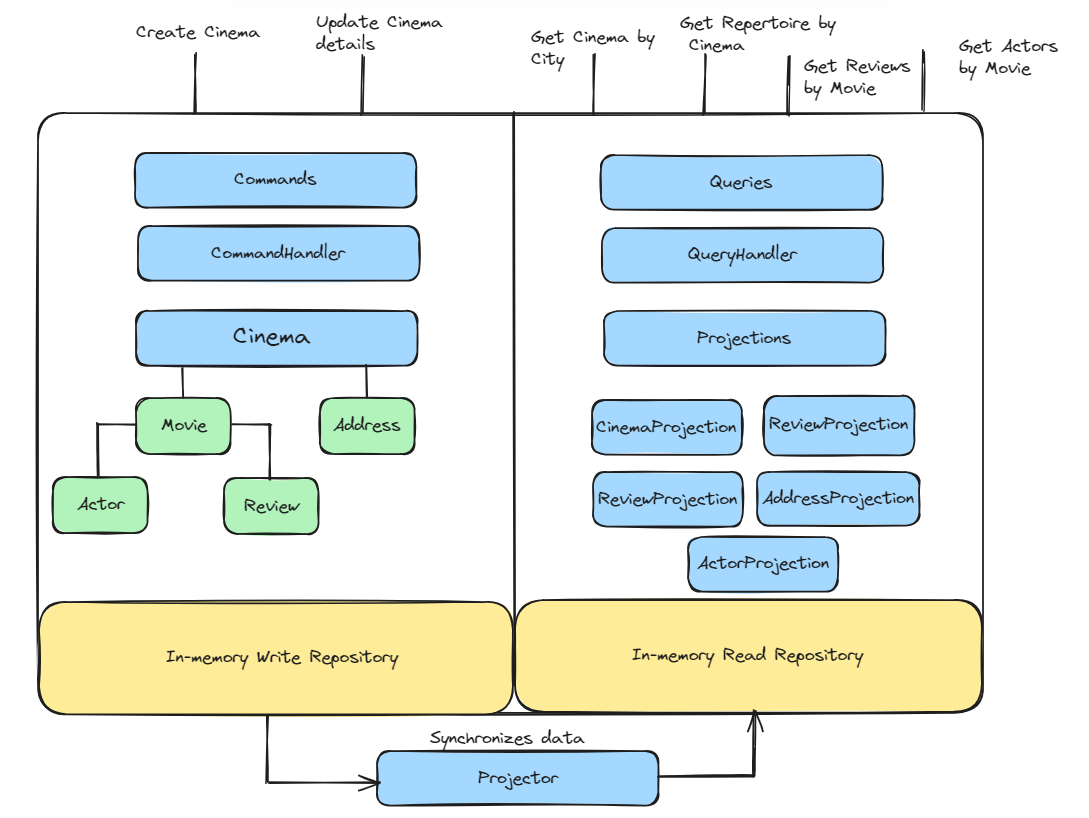 Create Cinema
Update Cinema
details
Get Cinema by
City
Get Repertoire by
Cinema
Get Reviews
by Movie
Get Actors
by Movie
Commands
CommandHandler
Cinema
Movie
Address
Actor
Review
Queries
QueryHandler
Projections
CinemaProjection
ReviewProjection
ReviewProjection
AddressProjection
ActorProjection
In-memory Write Repository
In-memory Read Repository
Synchronizes data
Projector